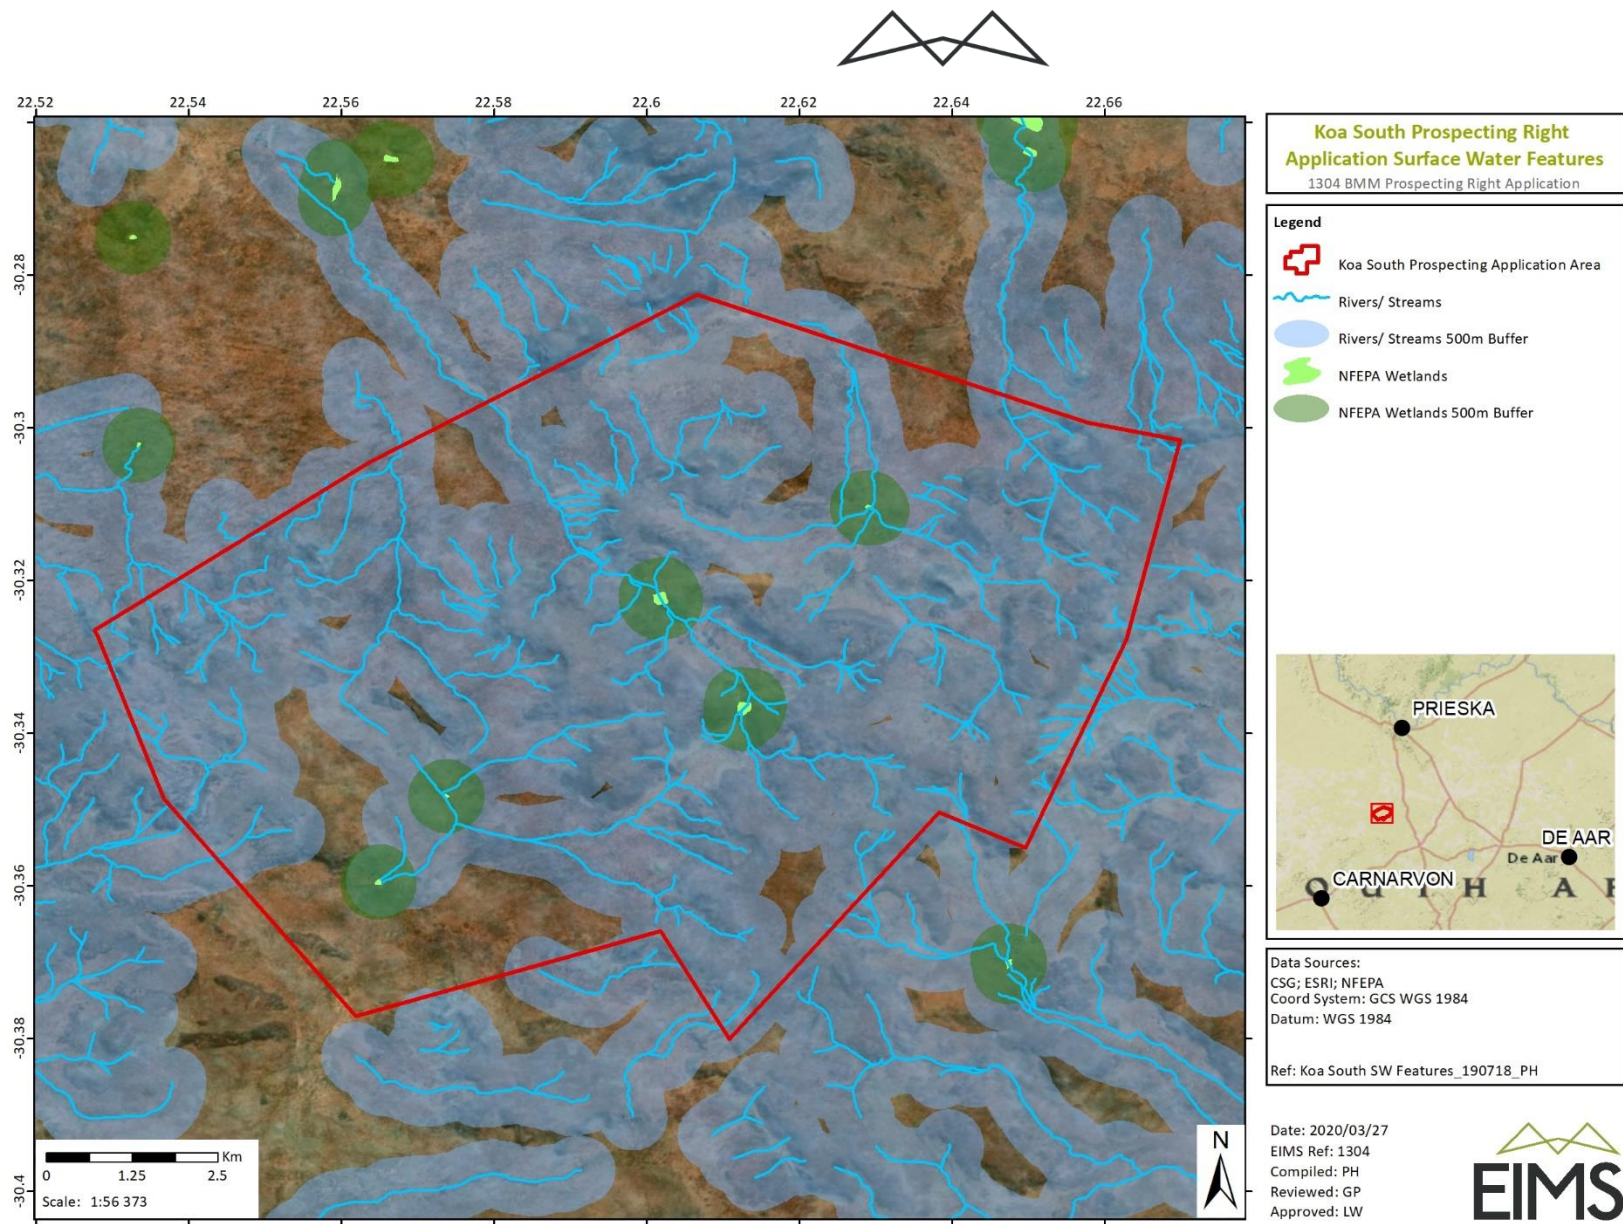 22.52 22.54 22.56 22.58 22.6 22.62 22.64 22.66
-30.28
-30.3
-30.32
-30.34
-30.36
-30.38
-30.4
Km
0 1.25 2.5
Scale: 1:56 373
N
Koa South Prospecting Right
Application Surface Water Features
1304 BMM Prospecting Right Application
Legend
Koa South Prospecting Application Area
Rivers/ Streams
Rivers/ Streams 500m Buffer
NFEPA Wetlands
NFEPA Wetlands 500m Buffer
PRIESKA
DE AAR
De Aar
CARNARVON
O U T H A F
Data Sources:
CSG; ESRI; NFEPA
Coord System: GCS WGS 1984
Datum: WGS 1984
Ref: Koa South SW Features_190718_PH
Date: 2020/03/27
EIMS Ref: 1304
Compiled: PH
Reviewed: GP
Approved: LW
EIMS